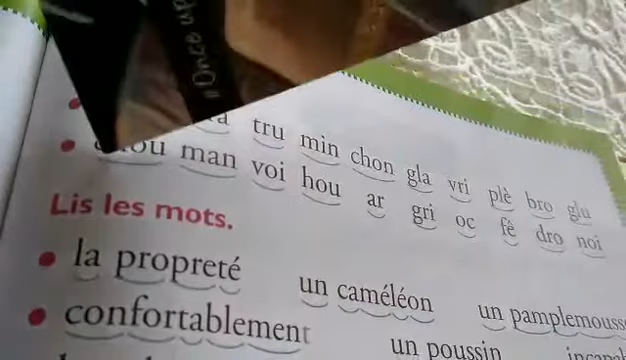 "Once up
tru min chon gla vri plè bro glu
man voi hou ar gri oc fê dro noi
Lis les mots.
la propreté un caméléon un pamplemouss
confortablement un poussin